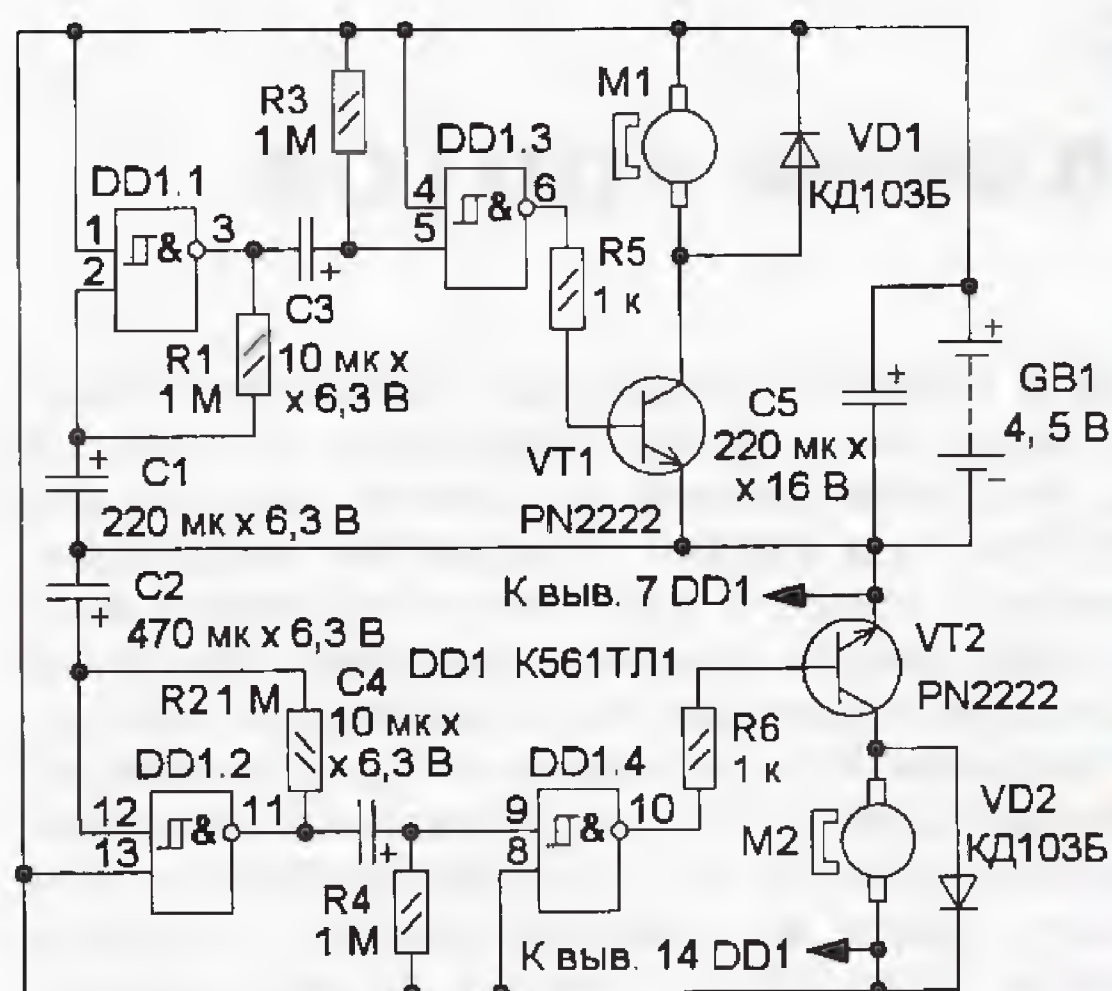 R3
1 М
DD1.3
M1
VD1
КД103Б
DD1.1
1
2
&
3
4
5
&
6
R5
1 к
C3
+
10 мк х
х 6,3 В
R1
1 М
+
C1
220 мк х 6,3 В
VT1
PN2222
C5
220 мк х
х 16 В
+
+
GB1
4, 5 В
−
C2
+
470 мк х 6,3 В
К выв. 7 DD1
DD1 К561ТЛ1
VT2
PN2222
R2 1 М
C4
10 мк х
х 6,3 В
DD1.2
12
13
&
11
+
DD1.4
9
8
&
10
R6
1 к
M2
VD2
КД103Б
R4
1 М
К выв. 14 DD1